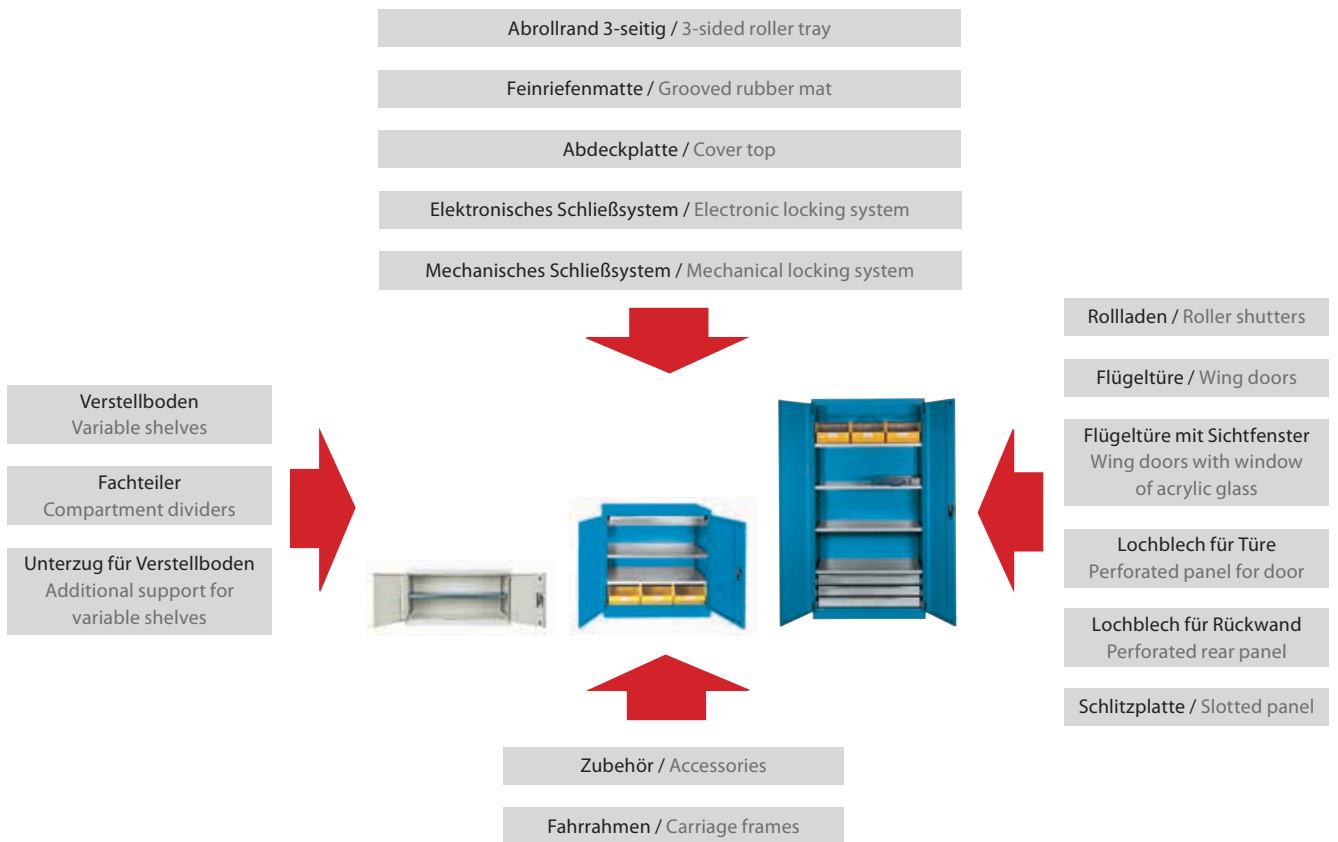 Abrollrand 3-seitig / 3-sided roller tray
Feinriefenmatte / Grooved rubber mat
Abdeckplatte / Cover top
Elektronisches Schließsystem / Electronic locking system
Mechanisches Schließsystem / Mechanical locking system
Verstellboden
Variable shelves
Fachteiler
Compartment dividers
Unterzug für Verstellboden
Additional support for
variable shelves
Rollladen / Roller shutters
Flügeltüre / Wing doors
Flügeltüre mit Sichtfenster
Wing doors with window
of acrylic glass
Lochblech für Türe
Perforated panel for door
Lochblech für Rückwand
Perforated rear panel
Schlitzplatte / Slotted panel
Zubehör / Accessories
Fahrrahmen / Carriage frames